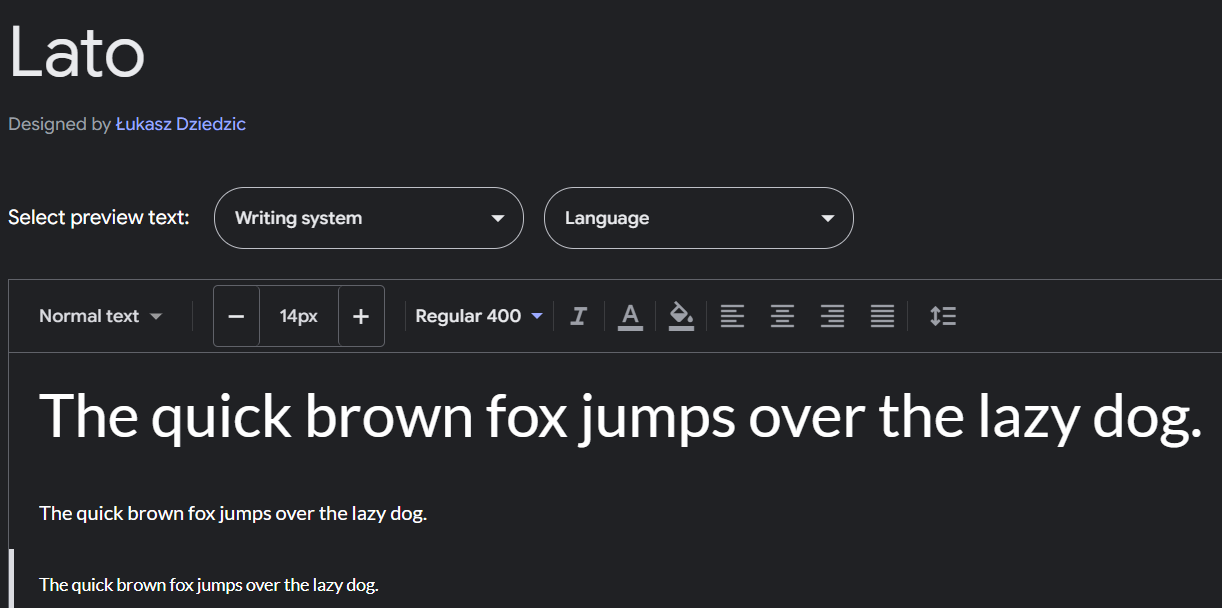 Lato
Designed by Łukasz Dziedzic
Select preview text: Writing system Language
Normal text − 14px + Regular 400 I A
The quick brown fox jumps over the lazy dog.
The quick brown fox jumps over the lazy dog.
The quick brown fox jumps over the lazy dog.